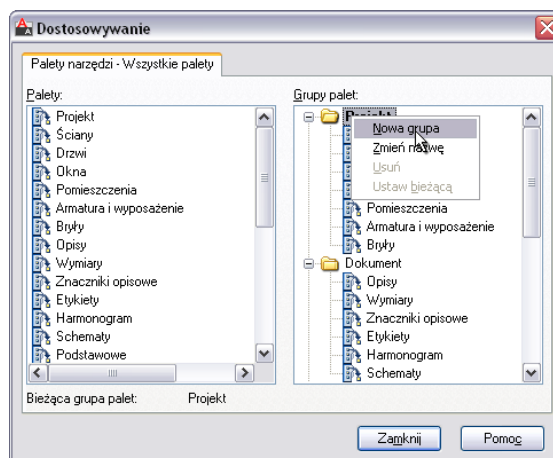 Dostosowywanie
Palety narzędzi - Wszystkie palety
Palety:
Projekt
Ściany
Drzwi
Okna
Pomieszczenia
Armatura i wyposażenie
Bryły
Opisy
Wymiary
Znaczniki opisowe
Etykiety
Harmonogram
Schematy
Podstawowe
Grupy palet:
Projekt
Nowa grupa
Zmień nazwę
Usuń
Ustaw bieżącą
Pomieszczenia
Armatura i wyposażenie
Bryły
Dokument
Opisy
Wymiary
Znaczniki opisowe
Etykiety
Harmonogram
Schematy
Bieżąca grupa palet: Projekt
Zamknij
Pomoc